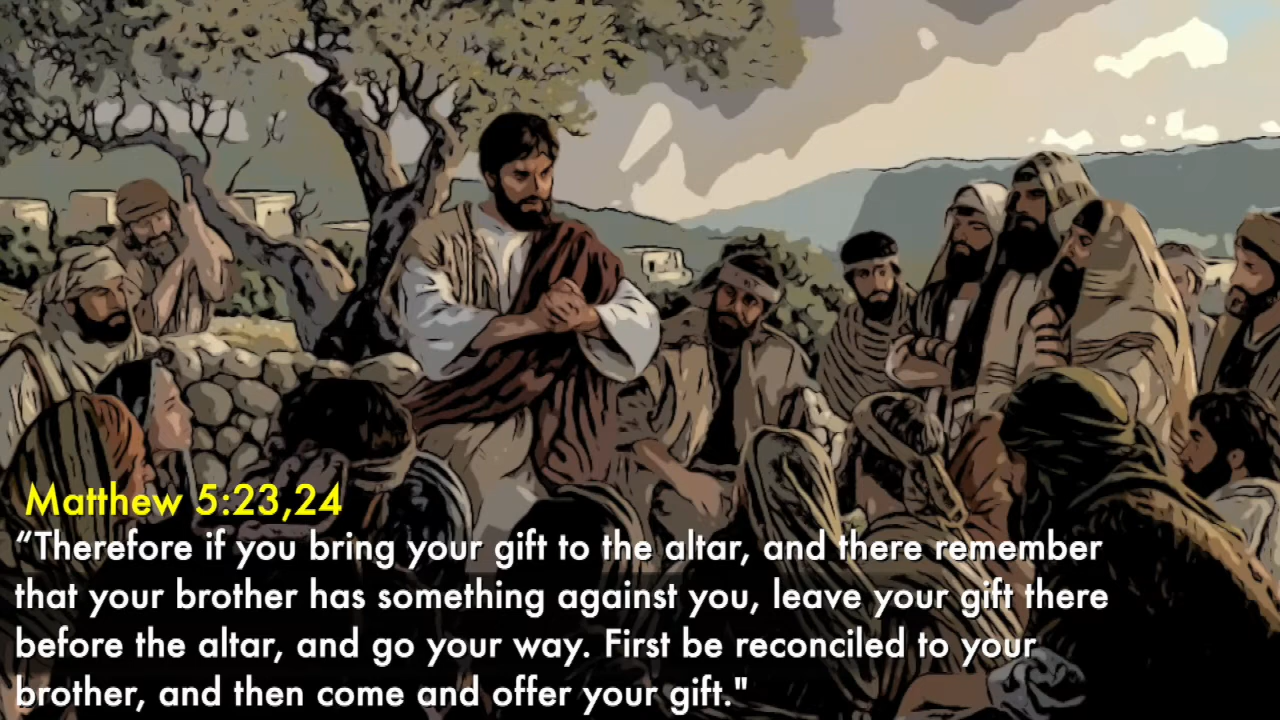 Matthew 5:23,24
“Therefore if you bring your gift to the altar, and there remember
that your brother has something against you, leave your gift there
before the altar, and go your way. First be reconciled to your
brother, and then come and offer your gift."